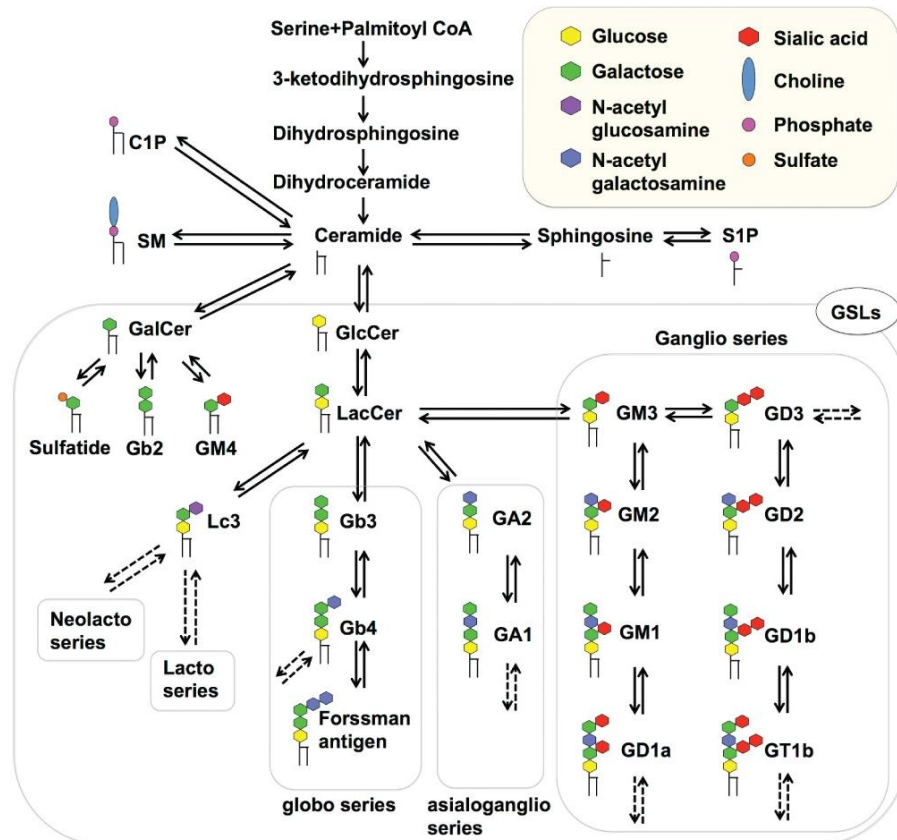 Serine+Palmitoyl CoA
3-ketodihydrosphingosine
Dihydrosphingosine
Dihydroceramide
Glucose
Galactose
N-acetyl
glucosamine
N-acetyl
galactosamine
Sialic acid
Choline
Phosphate
Sulfate
C1P
SM
Ceramide
Sphingosine
S1P
GSLs
GalCer
GlcCer
Ganglio series
Sulfatide
Gb2
GM4
LacCer
GM3
GD3
Lc3
Gb3
GA2
GM2
GD2
Neolacto
series
Lacto
series
Gb4
GA1
GM1
GD1b
Forssman
antigen
GD1a
GT1b
globo series
asialoganglio
series